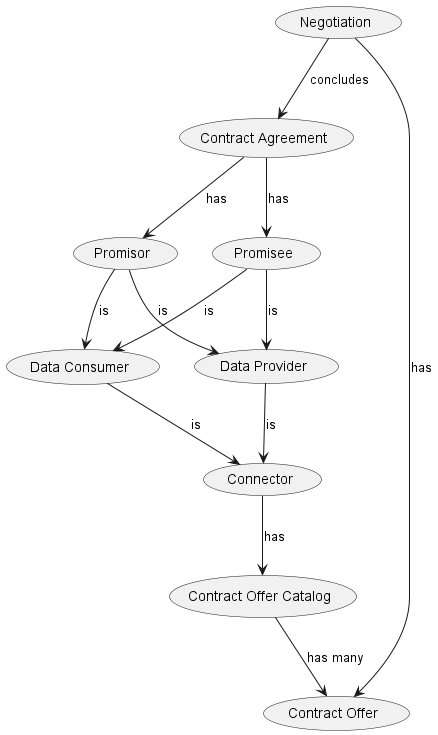 Negotiation
concludes
Contract Agreement
has
has
Promisor
Promisee
is
is
is
is
Data Consumer
Data Provider
has
is
is
Connector
has
Contract Offer Catalog
has many
Contract Offer